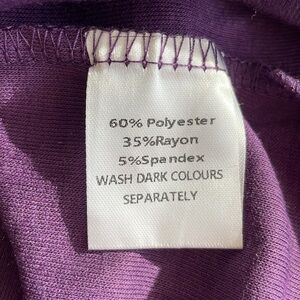 60% Polyester
35%Rayon
5%Spandex
WASH DARK COLOURS
SEPARATELY